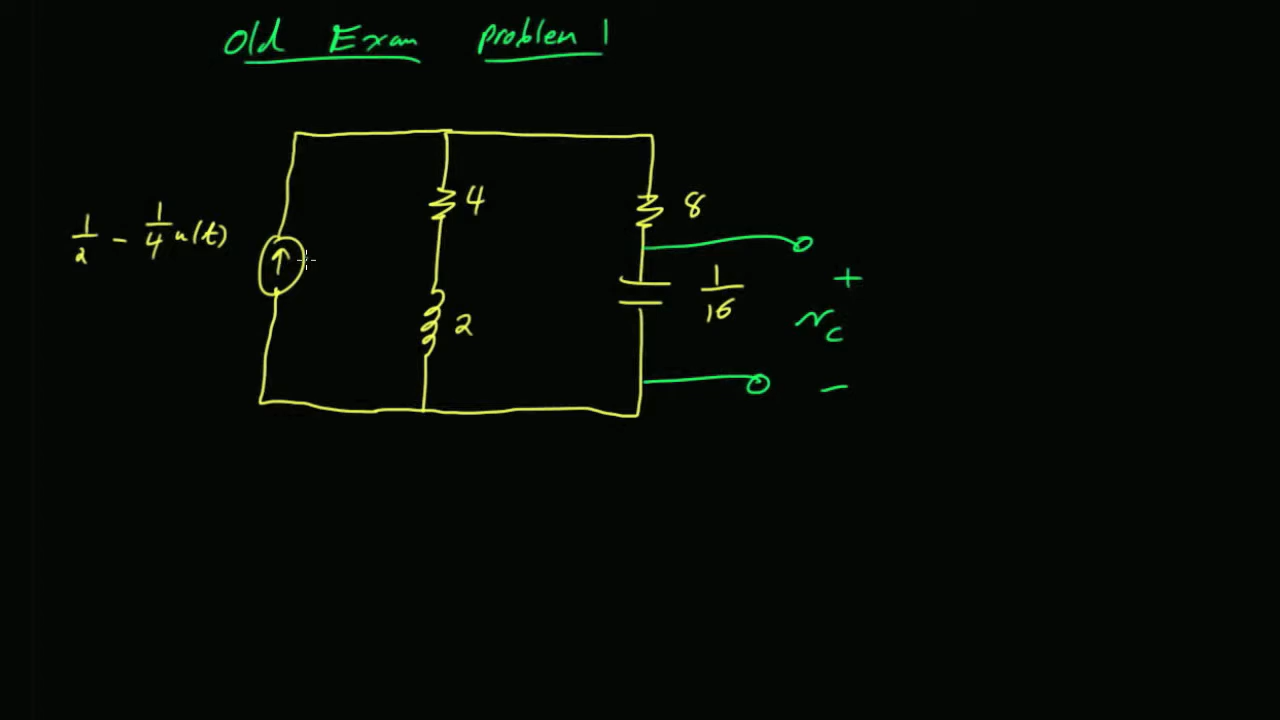 Old Exam problem 1
4
8
1/2 - 1/4 u(t)
+
1/16
2
v_c
-